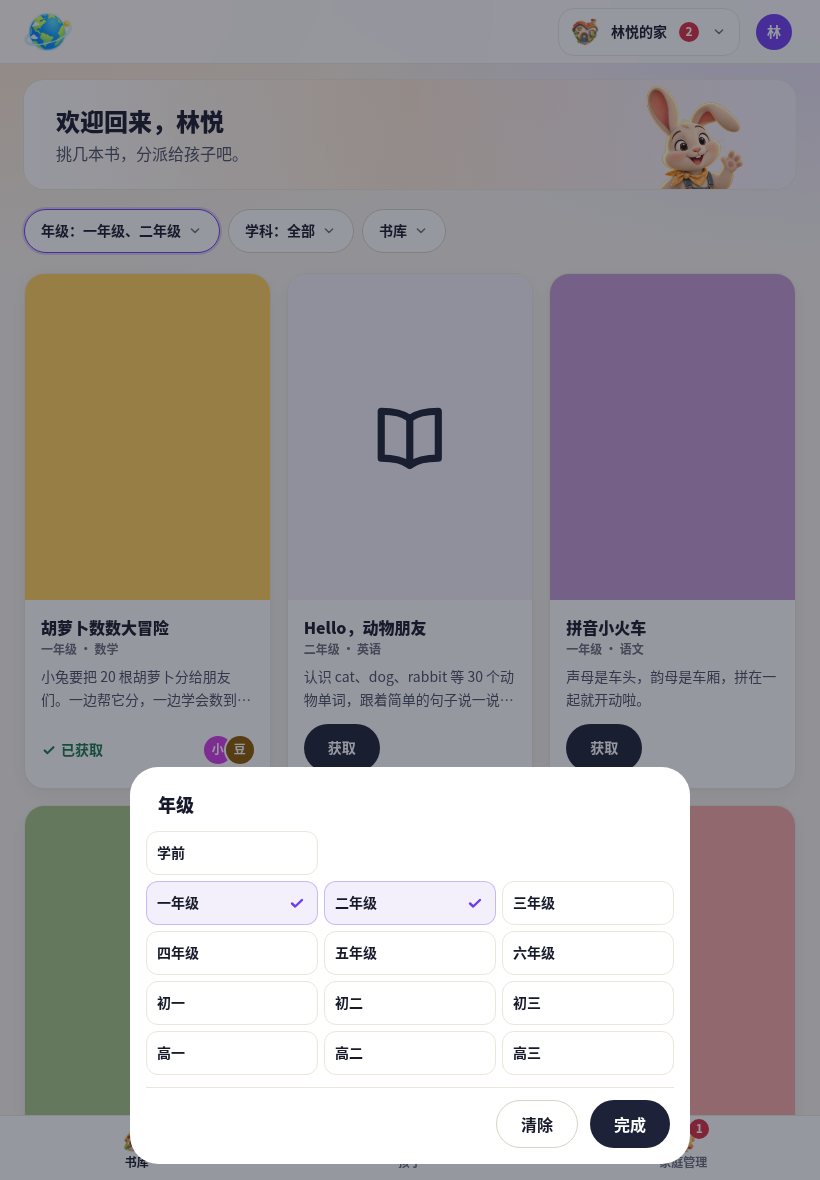 林悦的家 2
林
欢迎回来，林悦
挑几本书，分派给孩子吧。
年级：一年级、二年级
学科：全部
书库
胡萝卜数数大冒险
一年级 • 数学
小兔要把 20 根胡萝卜分给朋友
们。一边帮它分，一边学会数到…
已获取
小 豆
Hello，动物朋友
二年级 • 英语
认识 cat、dog、rabbit 等 30 个动
物单词，跟着简单的句子说一说…
获取
拼音小火车
一年级 • 语文
声母是车头，韵母是车厢，拼在一
起就开动啦。
获取
年级
学前
一年级 二年级 三年级
四年级 五年级 六年级
初一 初二 初三
高一 高二 高三
清除 完成
1
书库
家庭管理